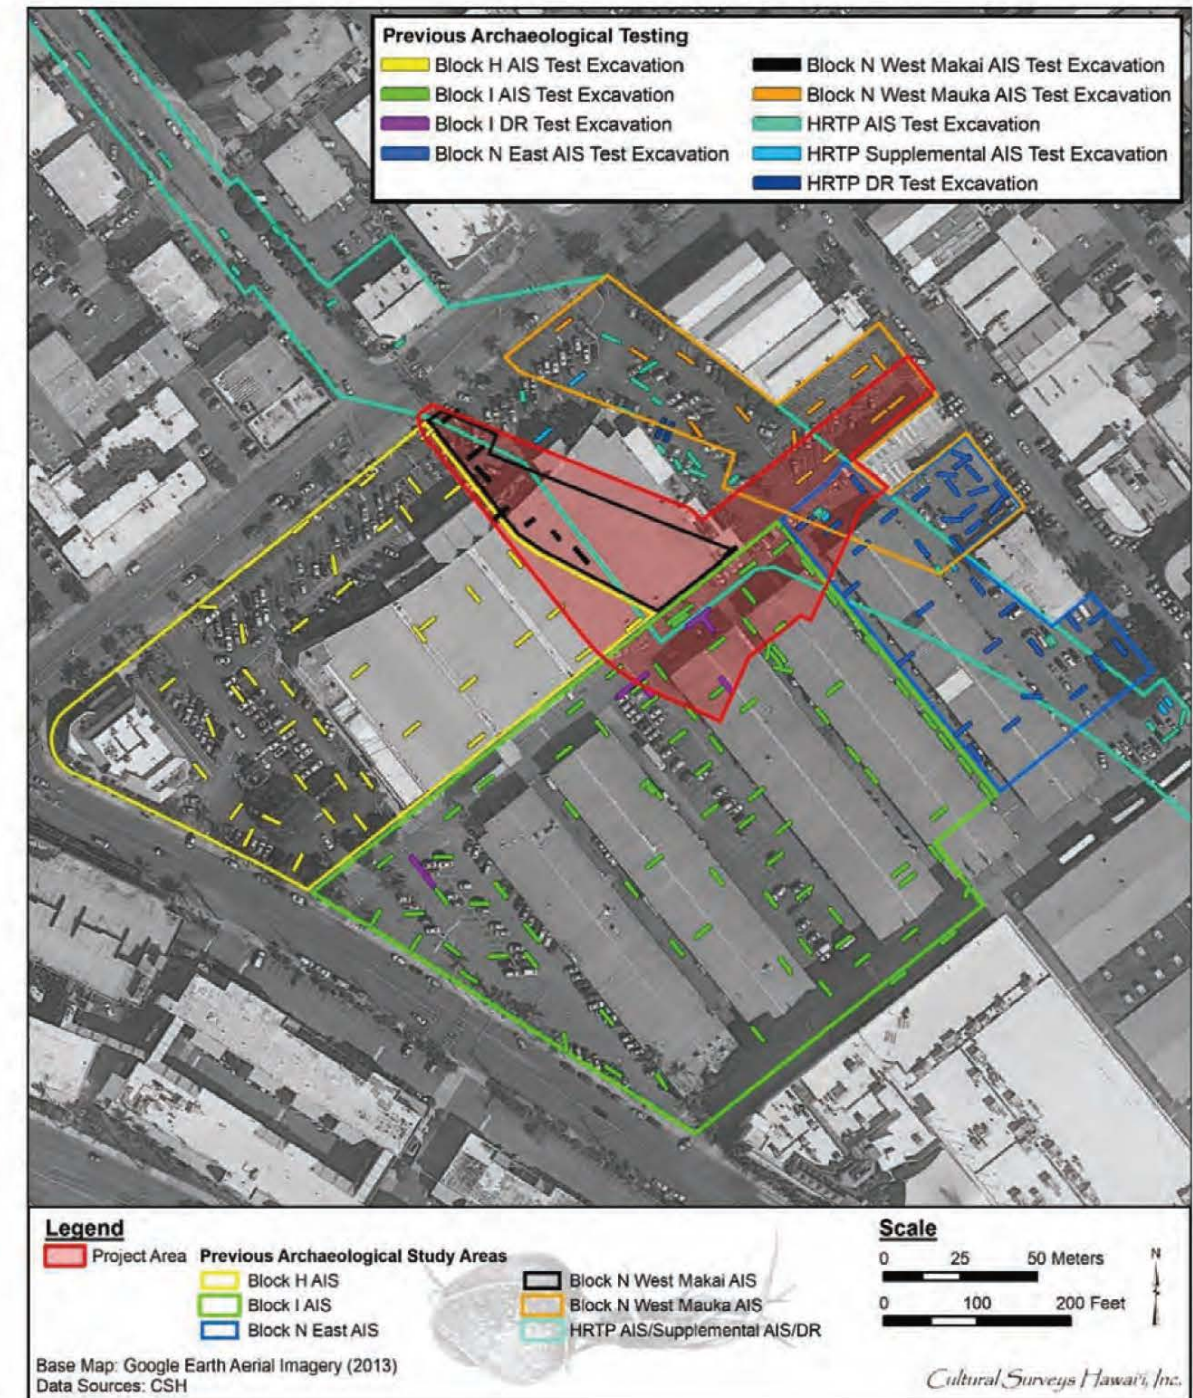 Previous Archaeological Testing
Block H AIS Test Excavation
Block I AIS Test Excavation
Block I DR Test Excavation
Block N East AIS Test Excavation
Block N West Makai AIS Test Excavation
Block N West Mauka AIS Test Excavation
HRTP AIS Test Excavation
HRTP Supplemental AIS Test Excavation
HRTP DR Test Excavation
Legend
Project Area
Previous Archaeological Study Areas
Block H AIS
Block I AIS
Block N East AIS
Block N West Makai AIS
Block N West Mauka AIS
HRTP AIS/Supplemental AIS/DR
Scale
0 25 50 Meters
0 100 200 Feet
N
Base Map: Google Earth Aerial Imagery (2013)
Data Sources: CSH
Cultural Surveys Hawai'i, Inc.